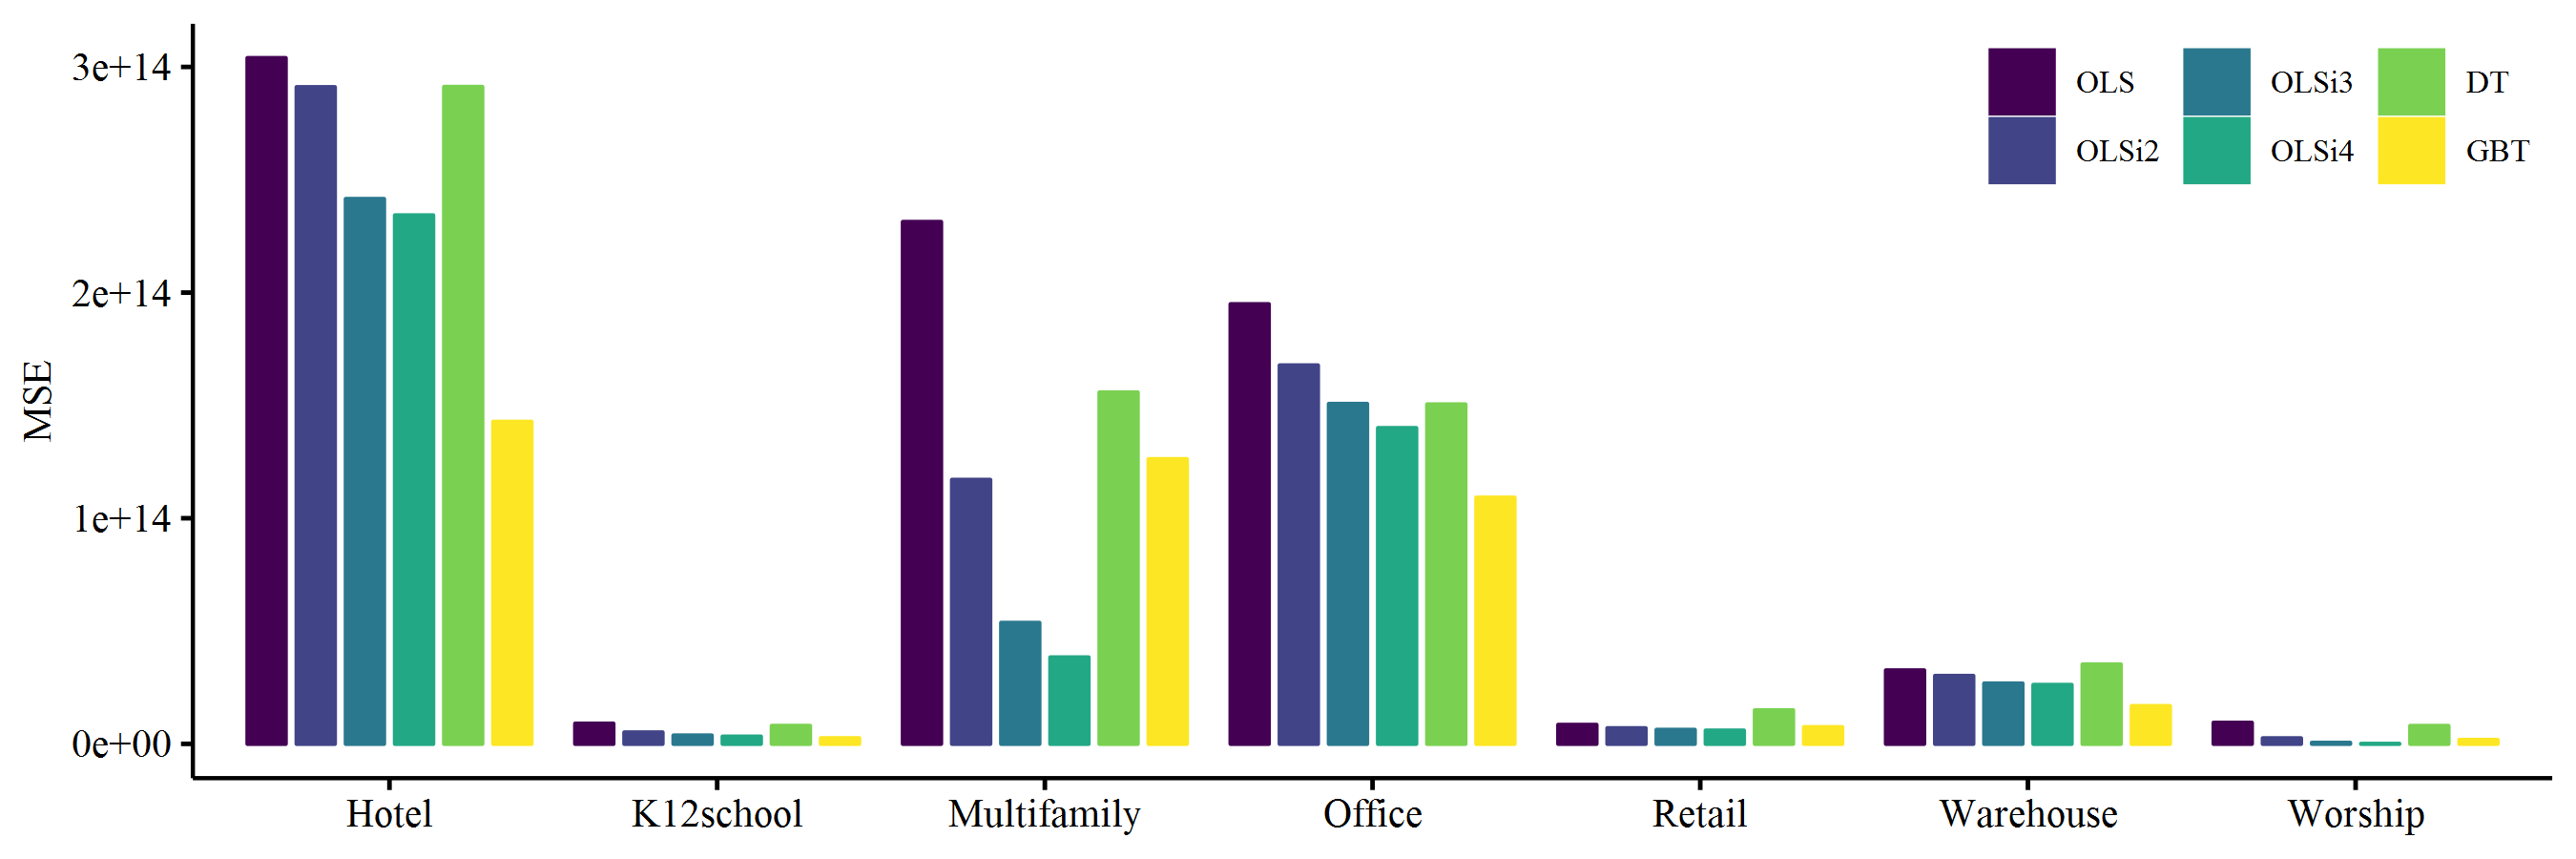 3e+14
2e+14
1e+14
0e+00
MSE
OLS OLSi3 DT
OLSi2 OLSi4 GBT
Hotel K12school Multifamily Office Retail Warehouse Worship